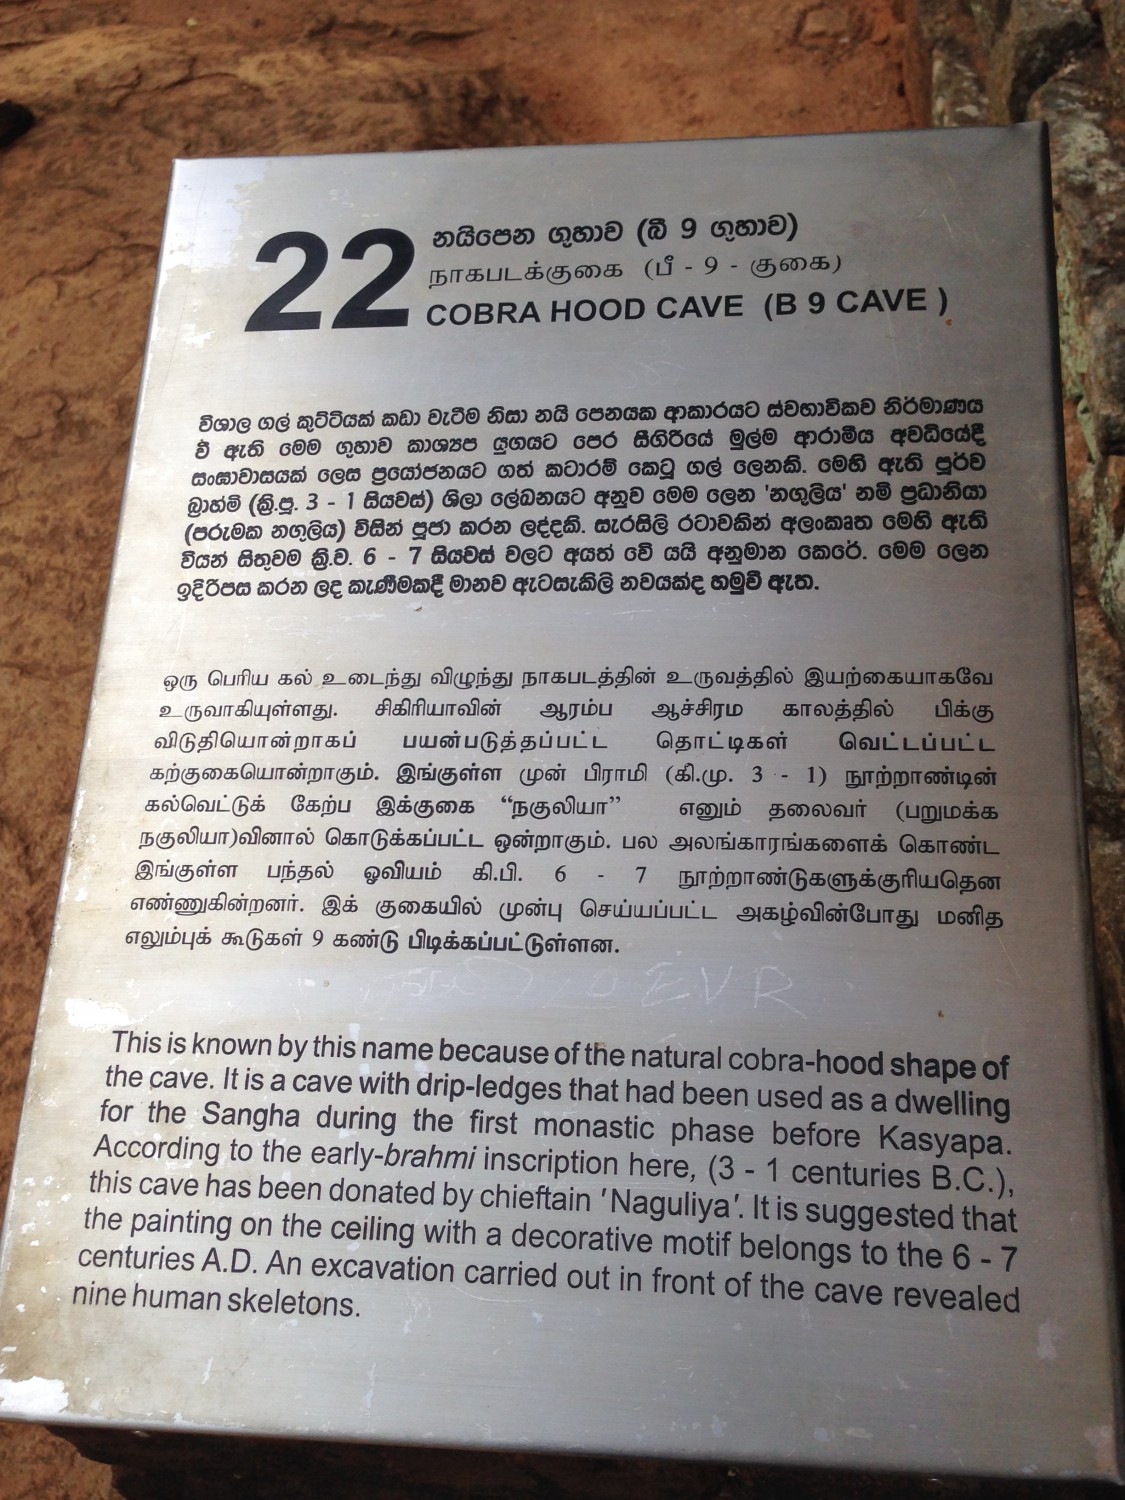 22
නයිපෙන ගුහාව (බී 9 ගුහාව)
நாகபடக்குகை (பீ - 9 - குகை)
COBRA HOOD CAVE (B 9 CAVE )
විශාල ගල් කුට්ටියක් කඩා වැටීම නිසා නයි පෙනයක ආකාරයට ස්වභාවිකව නිර්මාණය
වී ඇති මෙම ගුහාව කාශ්‍යප යුගයට පෙර සීගිරියේ මුල්ම ආරාමීය අවධියේදී
සංඝාවාසයක් ලෙස ප්‍රයෝජනයට ගත් කටාරම් කෙටූ ගල් ලෙනකි. මෙහි ඇති පූර්ව
බ්‍රාහ්මි (ක්‍රි.පූ. 3 - 1 සියවස්) ශිලා ලේඛනයට අනුව මෙම ලෙන 'නගුලිය' නම් ප්‍රධානියා
(පරුමක නගුලිය) විසින් පූජා කරන ලද්දකි. සැරසිලි රටාවකින් අලංකෘත මෙහි ඇති
වියන් සිතුවම ක්‍රි.ව. 6 - 7 සියවස් වලට අයත් වේ යයි අනුමාන කෙරේ. මෙම ලෙන
ඉදිරිපස කරන ලද කැණීමකදී මානව ඇටසැකිලි නවයක්ද හමුවී ඇත.
ஒரு பெரிய கல் உடைந்து விழுந்து நாகபடத்தின் உருவத்தில் இயற்கையாகவே
உருவாகியுள்ளது. சிகிரியாவின் ஆரம்ப ஆச்சிரம காலத்தில் பிக்கு
விடுதியொன்றாகப் பயன்படுத்தப்பட்ட தொட்டிகள் வெட்டப்பட்ட
கற்குகையொன்றாகும். இங்குள்ள முன் பிராமி (கி.மு. 3 - 1) நூற்றாண்டின்
கல்வெட்டுக் கேற்ப இக்குகை “நகுலியா” எனும் தலைவர் (பறுமக்க
நகுலியா)வினால் கொடுக்கப்பட்ட ஒன்றாகும். பல அலங்காரங்களைக் கொண்ட
இங்குள்ள பந்தல் ஓவியம் கி.பி. 6 - 7 நூற்றாண்டுகளுக்குரியதென
எண்ணுகின்றனர். இக் குகையில் முன்பு செய்யப்பட்ட அகழ்வின்போது மனித
எலும்புக் கூடுகள் 9 கண்டு பிடிக்கப்பட்டுள்ளன.
EVR
This is known by this name because of the natural cobra-hood shape of
the cave. It is a cave with drip-ledges that had been used as a dwelling
for the Sangha during the first monastic phase before Kasyapa.
According to the early-brahmi inscription here, (3 - 1 centuries B.C.),
this cave has been donated by chieftain 'Naguliya'. It is suggested that
the painting on the ceiling with a decorative motif belongs to the 6 - 7
centuries A.D. An excavation carried out in front of the cave revealed
nine human skeletons.